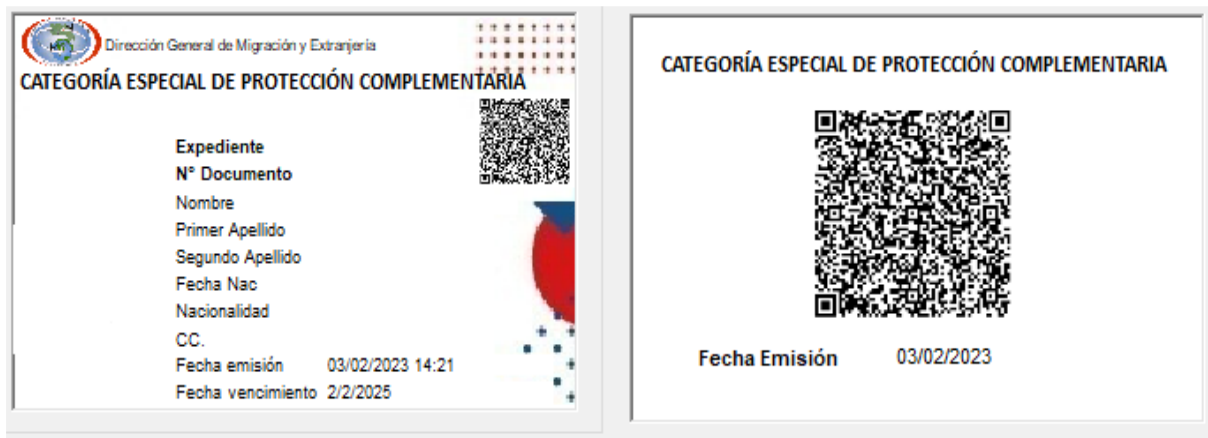 Dirección General de Migración y Extranjería
CATEGORÍA ESPECIAL DE PROTECCIÓN COMPLEMENTARIA
Expediente
N° Documento
Nombre
Primer Apellido
Segundo Apellido
Fecha Nac
Nacionalidad
CC.
Fecha emisión 03/02/2023 14:21
Fecha vencimiento 2/2/2025
CATEGORÍA ESPECIAL DE PROTECCIÓN COMPLEMENTARIA
Fecha Emisión 03/02/2023